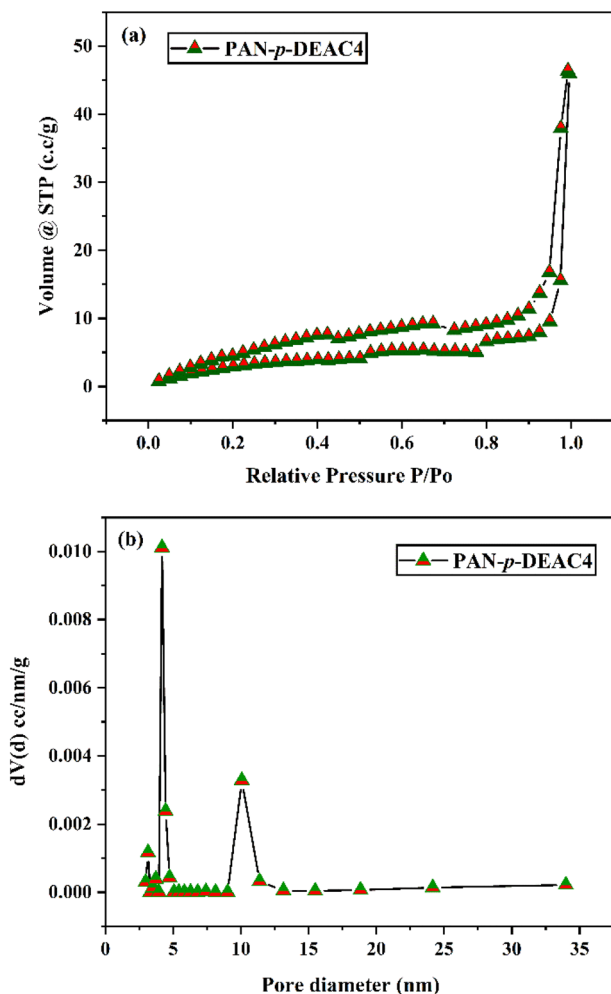 (a)
PAN-p-DEAC4
50
40
30
20
10
0
Volume @ STP (c.c/g)
0.0 0.2 0.4 0.6 0.8 1.0
Relative Pressure P/Po
(b)
PAN-p-DEAC4
0.010
0.008
0.006
0.004
0.002
0.000
dV(d) cc/nm/g
0 5 10 15 20 25 30 35
Pore diameter (nm)